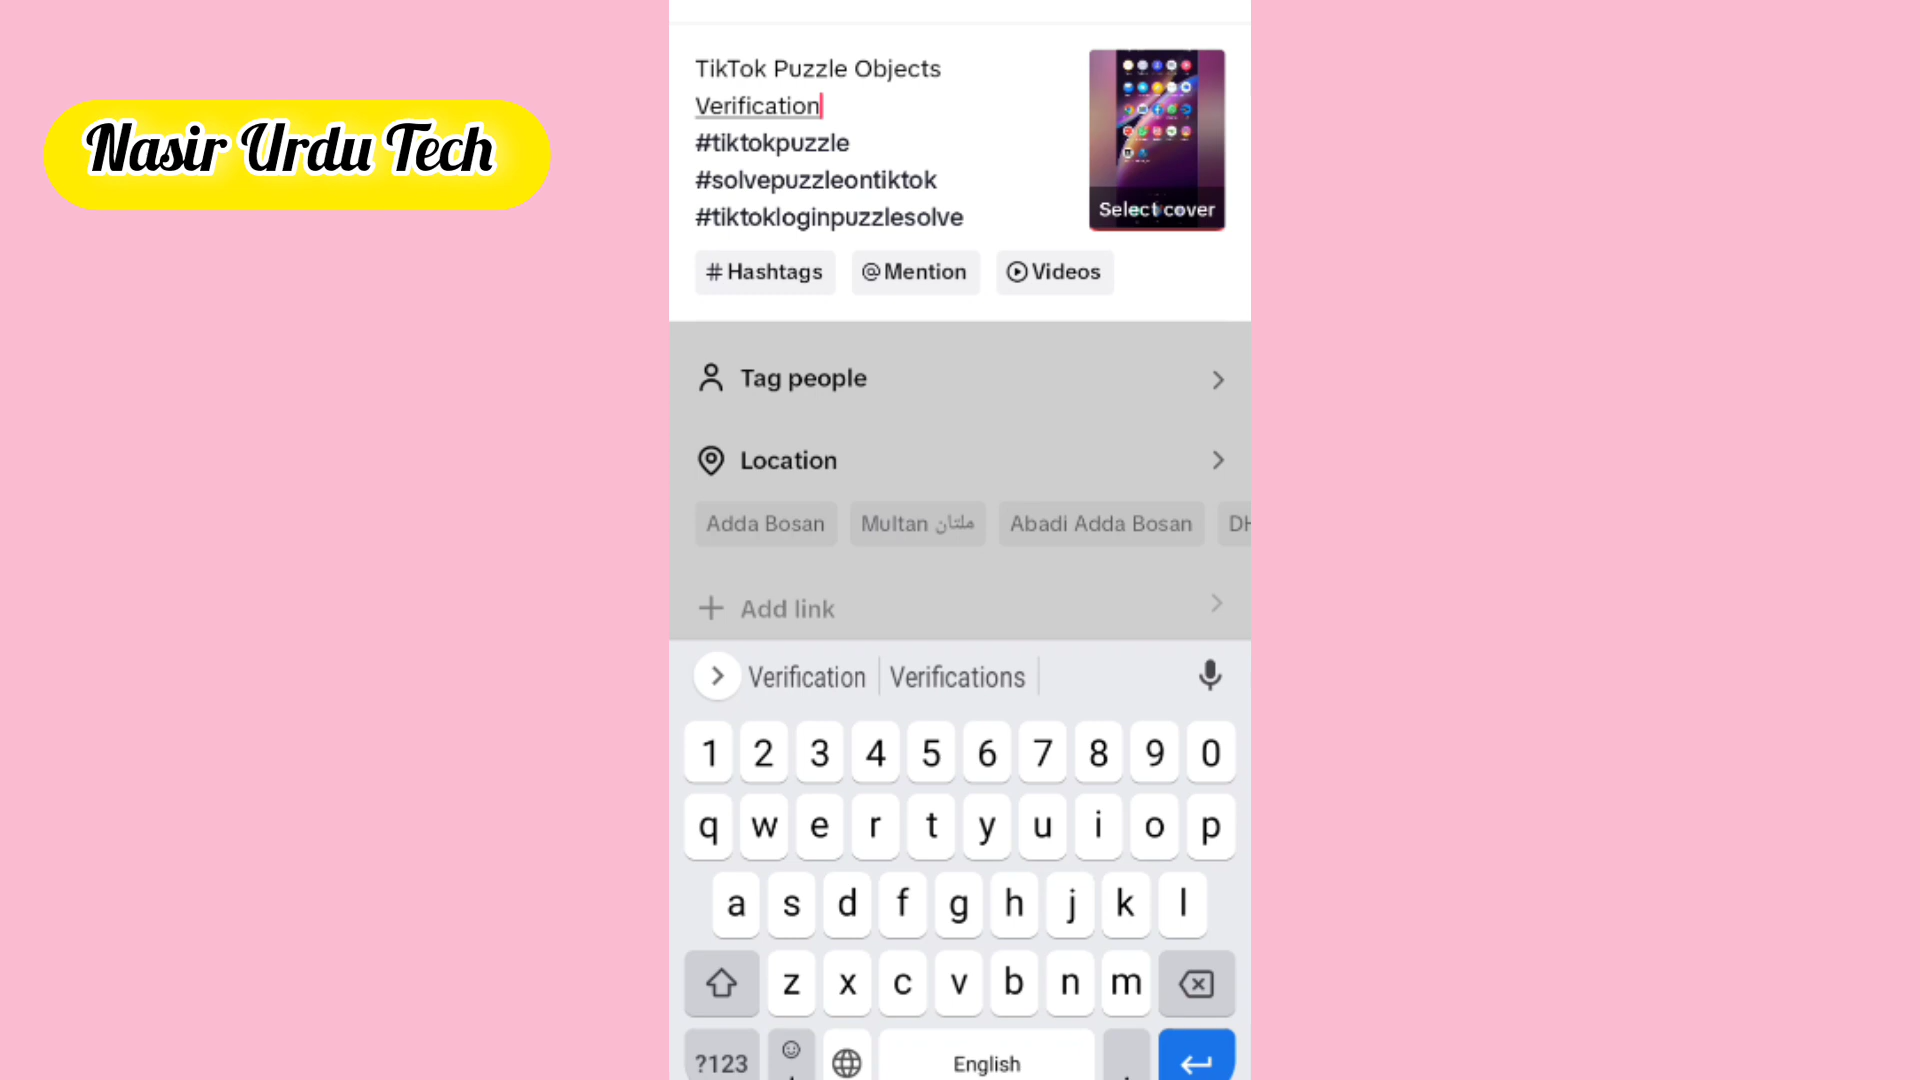 Nasir Urdu Tech
TikTok Puzzle Objects
Verification
#tiktokpuzzle
#solvepuzzleontiktok
#tiktokloginpuzzlesolve
Select cover
# Hashtags @ Mention Videos
Tag people
Location
Adda Bosan Multan ملتان Abadi Adda Bosan DH
+ Add link
Verification Verifications
1 2 3 4 5 6 7 8 9 0
q w e r t y u i o p
a s d f g h j k l
z x c v b n m
?123 English